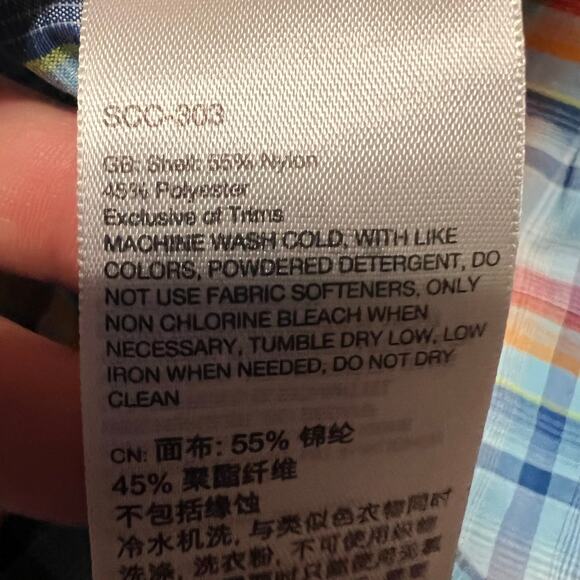 SCC-303
GB: Shell: 55% Nylon
45% Polyester
Exclusive of Trims
MACHINE WASH COLD, WITH LIKE
COLORS, POWDERED DETERGENT, DO
NOT USE FABRIC SOFTENERS, ONLY
NON CHLORINE BLEACH WHEN
NECESSARY, TUMBLE DRY LOW, LOW
IRON WHEN NEEDED, DO NOT DRY
CLEAN
CN: 面布: 55% 锦纶
45% 聚酯纤维
不包括缘蚀
冷水机洗, 与类似色衣物同时
洗涤, 洗衣粉, 不可使用织物